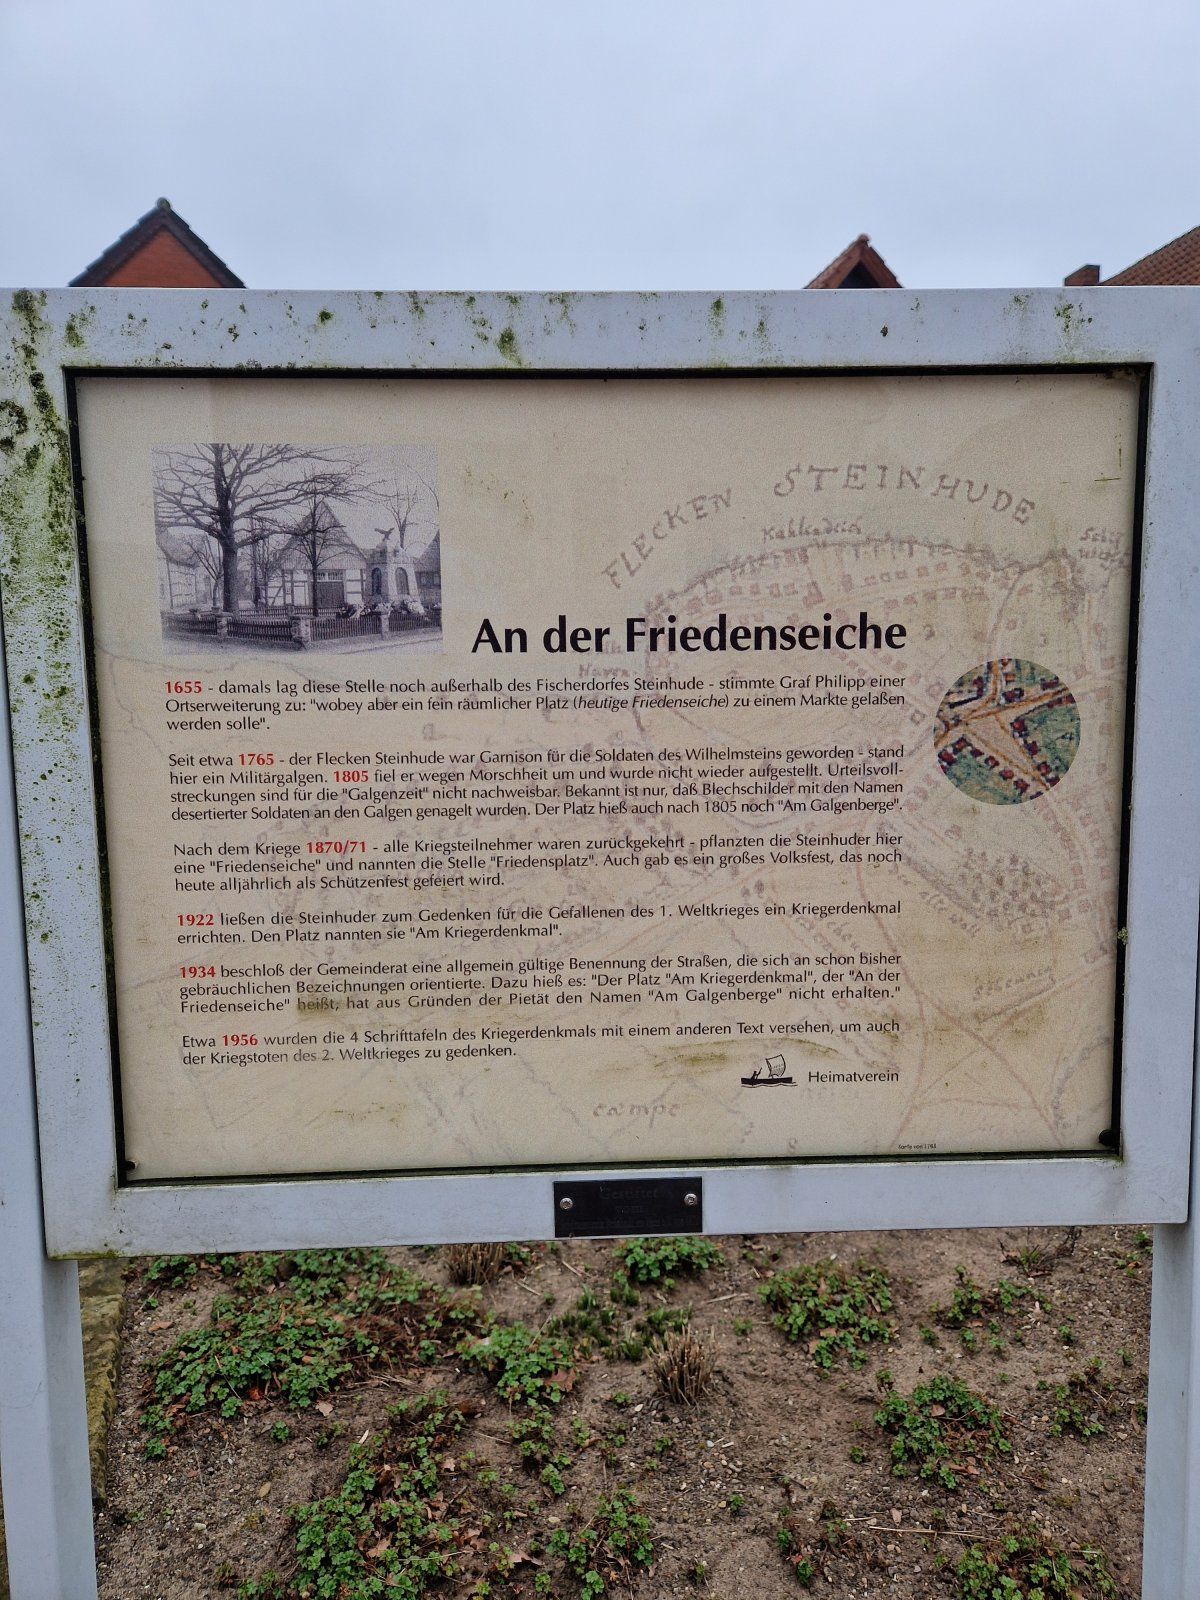 FLECKEN STEINHUDE
An der Friedenseiche
1655 - damals lag diese Stelle noch außerhalb des Fischerdorfes Steinhude - stimmte Graf Philipp einer
Ortserweiterung zu: "wobey aber ein fein räumlicher Platz (heutige Friedenseiche) zu einem Markte gelaßen
werden solle".
Seit etwa 1765 - der Flecken Steinhude war Garnison für die Soldaten des Wilhelmsteins geworden - stand
hier ein Militärgalgen. 1805 fiel er wegen Morschheit um und wurde nicht wieder aufgestellt. Urteilsvoll-
streckungen sind für die "Galgenzeit" nicht nachweisbar. Bekannt ist nur, daß Blechschilder mit den Namen
desertierter Soldaten an den Galgen genagelt wurden. Der Platz hieß auch nach 1805 noch "Am Galgenberge".
Nach dem Kriege 1870/71 - alle Kriegsteilnehmer waren zurückgekehrt - pflanzten die Steinhuder hier
eine "Friedenseiche" und nannten die Stelle "Friedensplatz". Auch gab es ein großes Volksfest, das noch
heute alljährlich als Schützenfest gefeiert wird.
1922 ließen die Steinhuder zum Gedenken für die Gefallenen des 1. Weltkrieges ein Kriegerdenkmal
errichten. Den Platz nannten sie "Am Kriegerdenkmal".
1934 beschloß der Gemeinderat eine allgemein gültige Benennung der Straßen, die sich an schon bisher
gebräuchlichen Bezeichnungen orientierte. Dazu hieß es: "Der Platz "Am Kriegerdenkmal", der "An der
Friedenseiche" heißt, hat aus Gründen der Pietät den Namen "Am Galgenberge" nicht erhalten."
Etwa 1956 wurden die 4 Schrifttafeln des Kriegerdenkmals mit einem anderen Text versehen, um auch
der Kriegstoten des 2. Weltkrieges zu gedenken.
Heimatverein
campe
Gestiftet